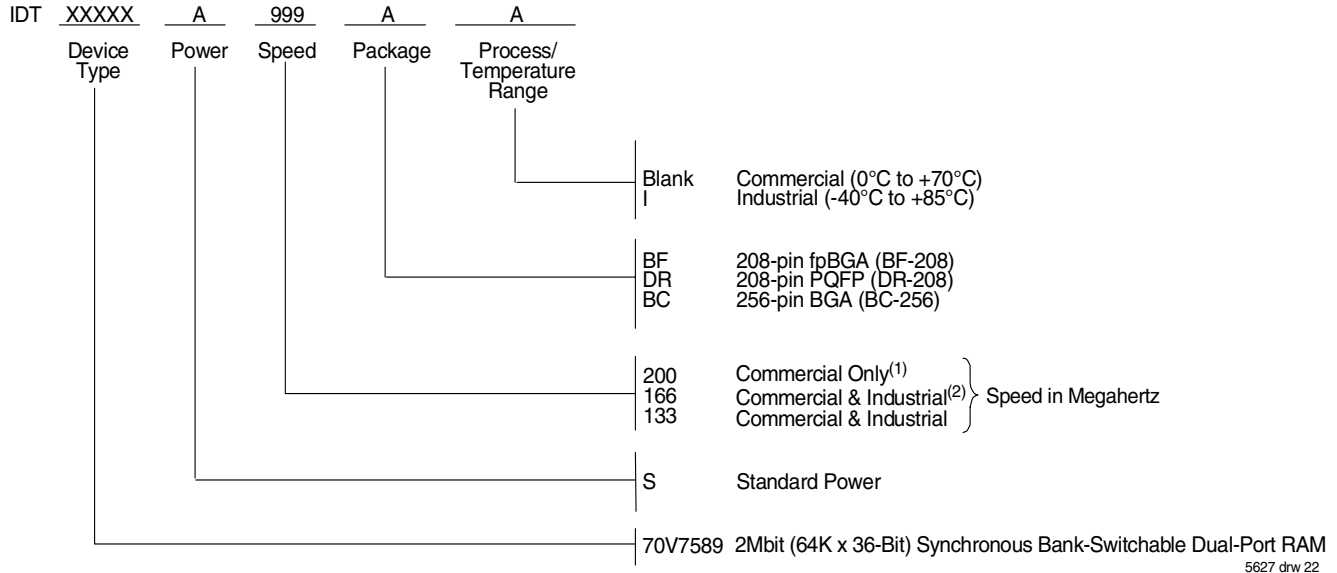 IDT XXXXX A 999 A A
Device Type Power Speed Package Process/ Temperature Range
Blank Commercial (0°C to +70°C)
I Industrial (-40°C to +85°C)
BF 208-pin fpBGA (BF-208)
DR 208-pin PQFP (DR-208)
BC 256-pin BGA (BC-256)
200 Commercial Only(1)
166 Commercial & Industrial(2) Speed in Megahertz
133 Commercial & Industrial
S Standard Power
70V7589 2Mbit (64K x 36-Bit) Synchronous Bank-Switchable Dual-Port RAM
5627 drw 22